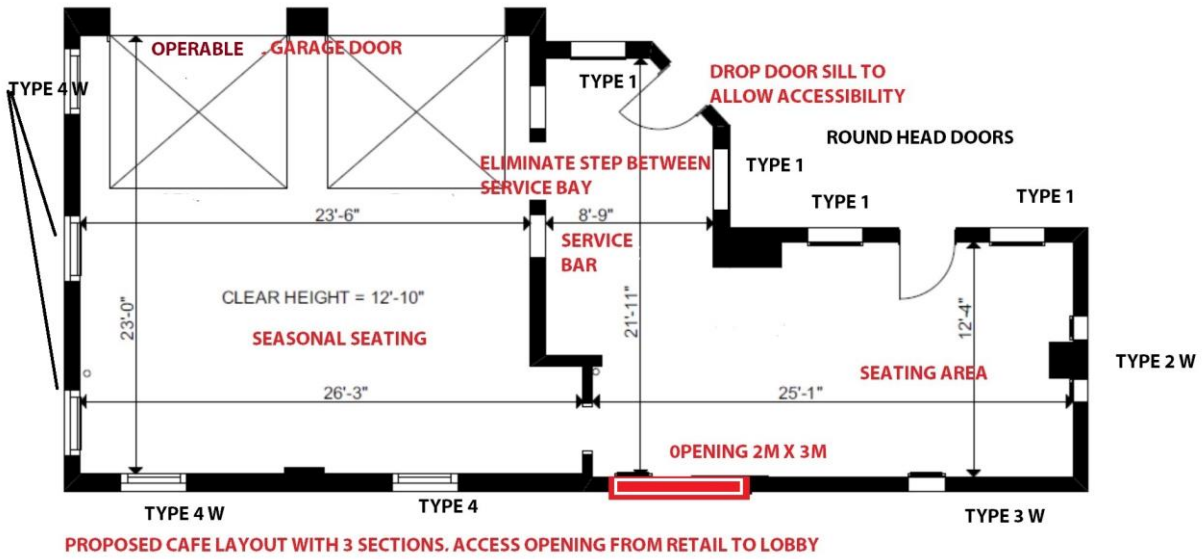 OPERABLE
GARAGE DOOR
TYPE 4 W
TYPE 1
DROP DOOR SILL TO
ALLOW ACCESSIBILITY
ROUND HEAD DOORS
ELIMINATE STEP BETWEEN
SERVICE BAY
TYPE 1
TYPE 1
TYPE 1
23'-6"
8'-9"
SERVICE
BAR
CLEAR HEIGHT = 12'-10"
23'-0"
21'-11"
12'-4"
SEASONAL SEATING
SEATING AREA
TYPE 2 W
26'-3"
25'-1"
0PENING 2M X 3M
TYPE 4 W
TYPE 4
TYPE 3 W
PROPOSED CAFE LAYOUT WITH 3 SECTIONS. ACCESS OPENING FROM RETAIL TO LOBBY